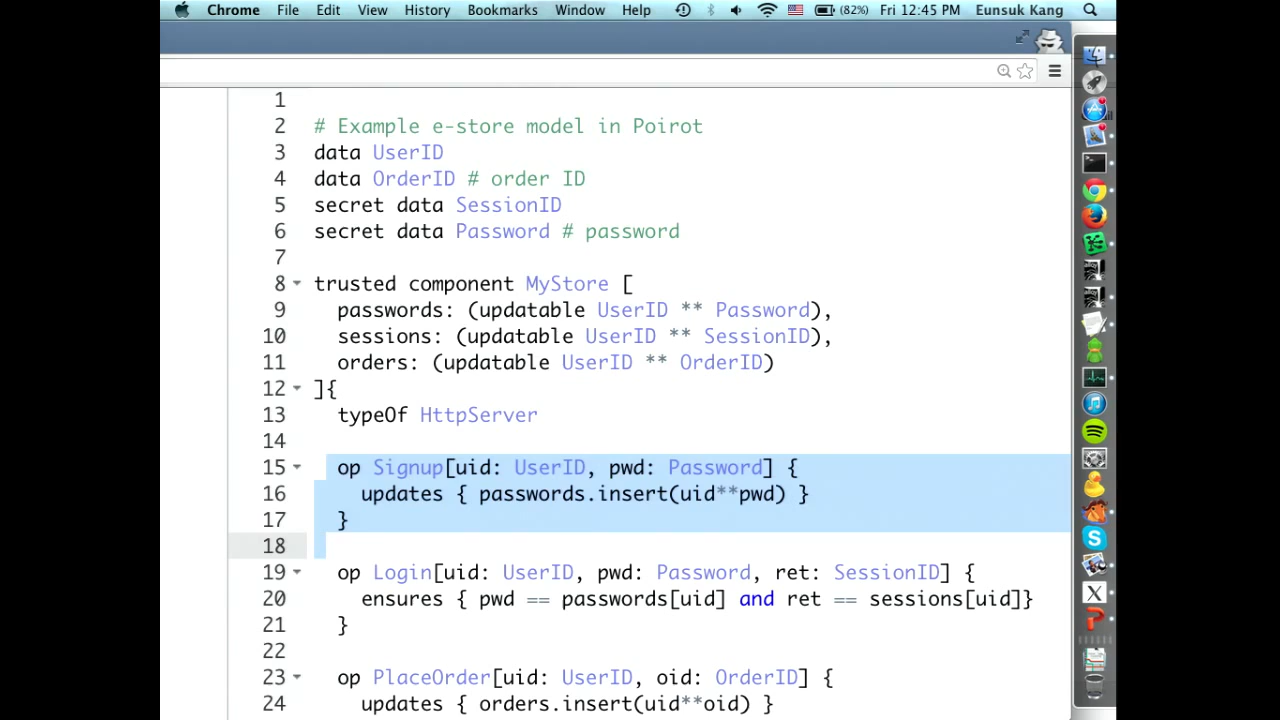 Chrome File Edit View History Bookmarks Window Help (82%) Fri 12:45 PM Eunsuk Kang
1
2 # Example e-store model in Poirot
3 data UserID
4 data OrderID # order ID
5 secret data SessionID
6 secret data Password # password
7
8 trusted component MyStore [
9 passwords: (updatable UserID ** Password),
10 sessions: (updatable UserID ** SessionID),
11 orders: (updatable UserID ** OrderID)
12 ]{
13 typeOf HttpServer
14
15 op Signup[uid: UserID, pwd: Password] {
16 updates { passwords.insert(uid**pwd) }
17 }
18
19 op Login[uid: UserID, pwd: Password, ret: SessionID] {
20 ensures { pwd == passwords[uid] and ret == sessions[uid]}
21 }
22
23 op PlaceOrder[uid: UserID, oid: OrderID] {
24 updates { orders.insert(uid**oid) }